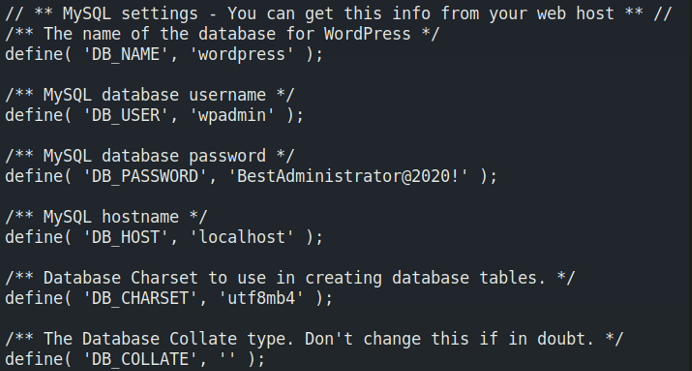 // ** MySQL settings - You can get this info from your web host ** //
/** The name of the database for WordPress */
define( 'DB_NAME', 'wordpress' );
/** MySQL database username */
define( 'DB_USER', 'wpadmin' );
/** MySQL database password */
define( 'DB_PASSWORD', 'BestAdministrator@2020!' );
/** MySQL hostname */
define( 'DB_HOST', 'localhost' );
/** Database Charset to use in creating database tables. */
define( 'DB_CHARSET', 'utf8mb4' );
/** The Database Collate type. Don't change this if in doubt. */
define( 'DB_COLLATE', '' );